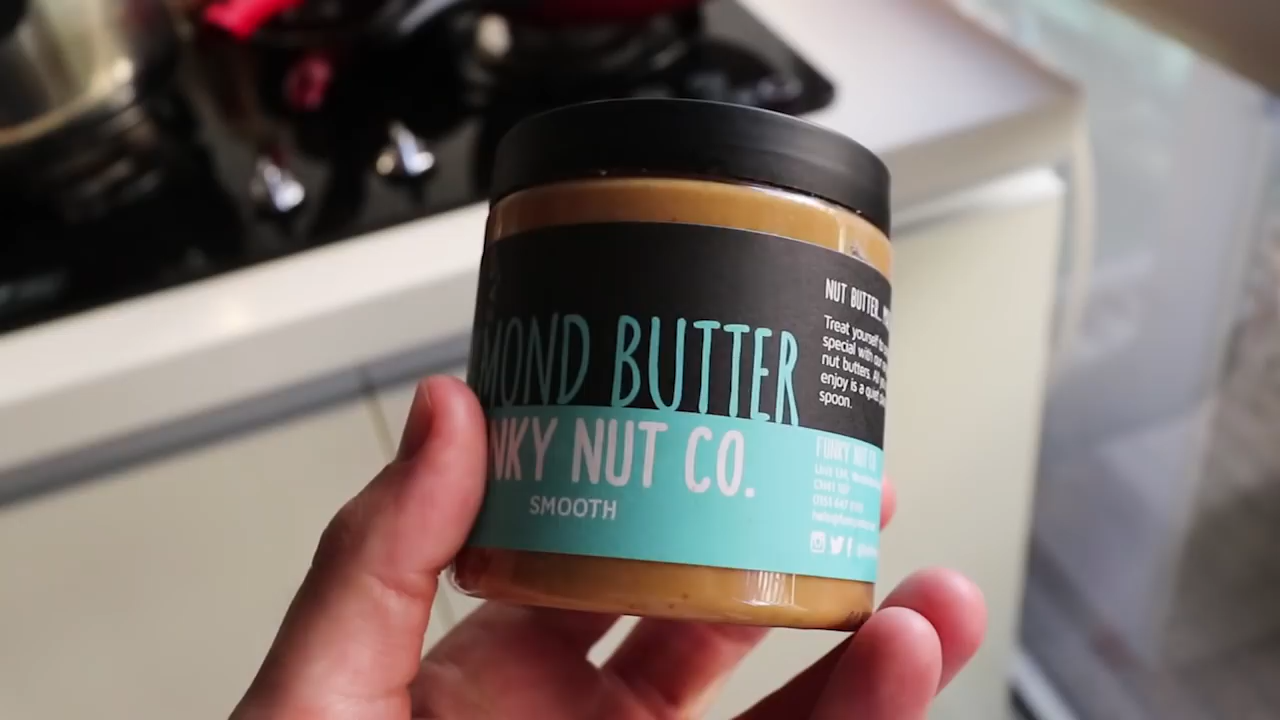 MOND BUTTER
NKY NUT CO.
SMOOTH
NUT BUTTER..
Treat yourself
special with our
nut butters. All
enjoy is a quiet
spoon.
FUNKY NUT CO